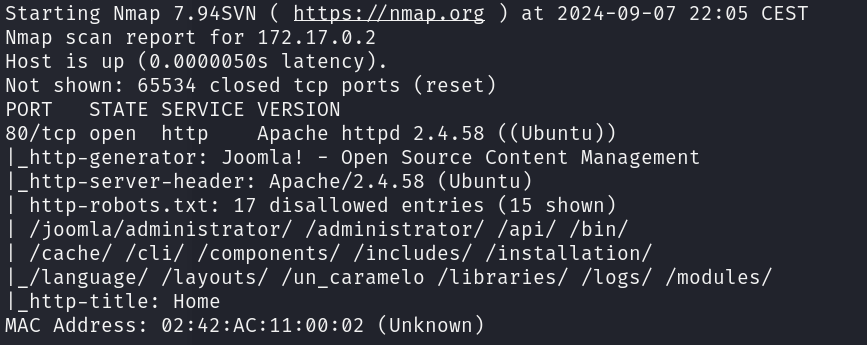 Starting Nmap 7.94SVN ( https://nmap.org ) at 2024-09-07 22:05 CEST
Nmap scan report for 172.17.0.2
Host is up (0.0000050s latency).
Not shown: 65534 closed tcp ports (reset)
PORT   STATE SERVICE VERSION
80/tcp open  http    Apache httpd 2.4.58 ((Ubuntu))
|_http-generator: Joomla! - Open Source Content Management
|_http-server-header: Apache/2.4.58 (Ubuntu)
| http-robots.txt: 17 disallowed entries (15 shown)
| /joomla/administrator/ /administrator/ /api/ /bin/
| /cache/ /cli/ /components/ /includes/ /installation/
|_/language/ /layouts/ /un_caramelo /libraries/ /logs/ /modules/
|_http-title: Home
MAC Address: 02:42:AC:11:00:02 (Unknown)